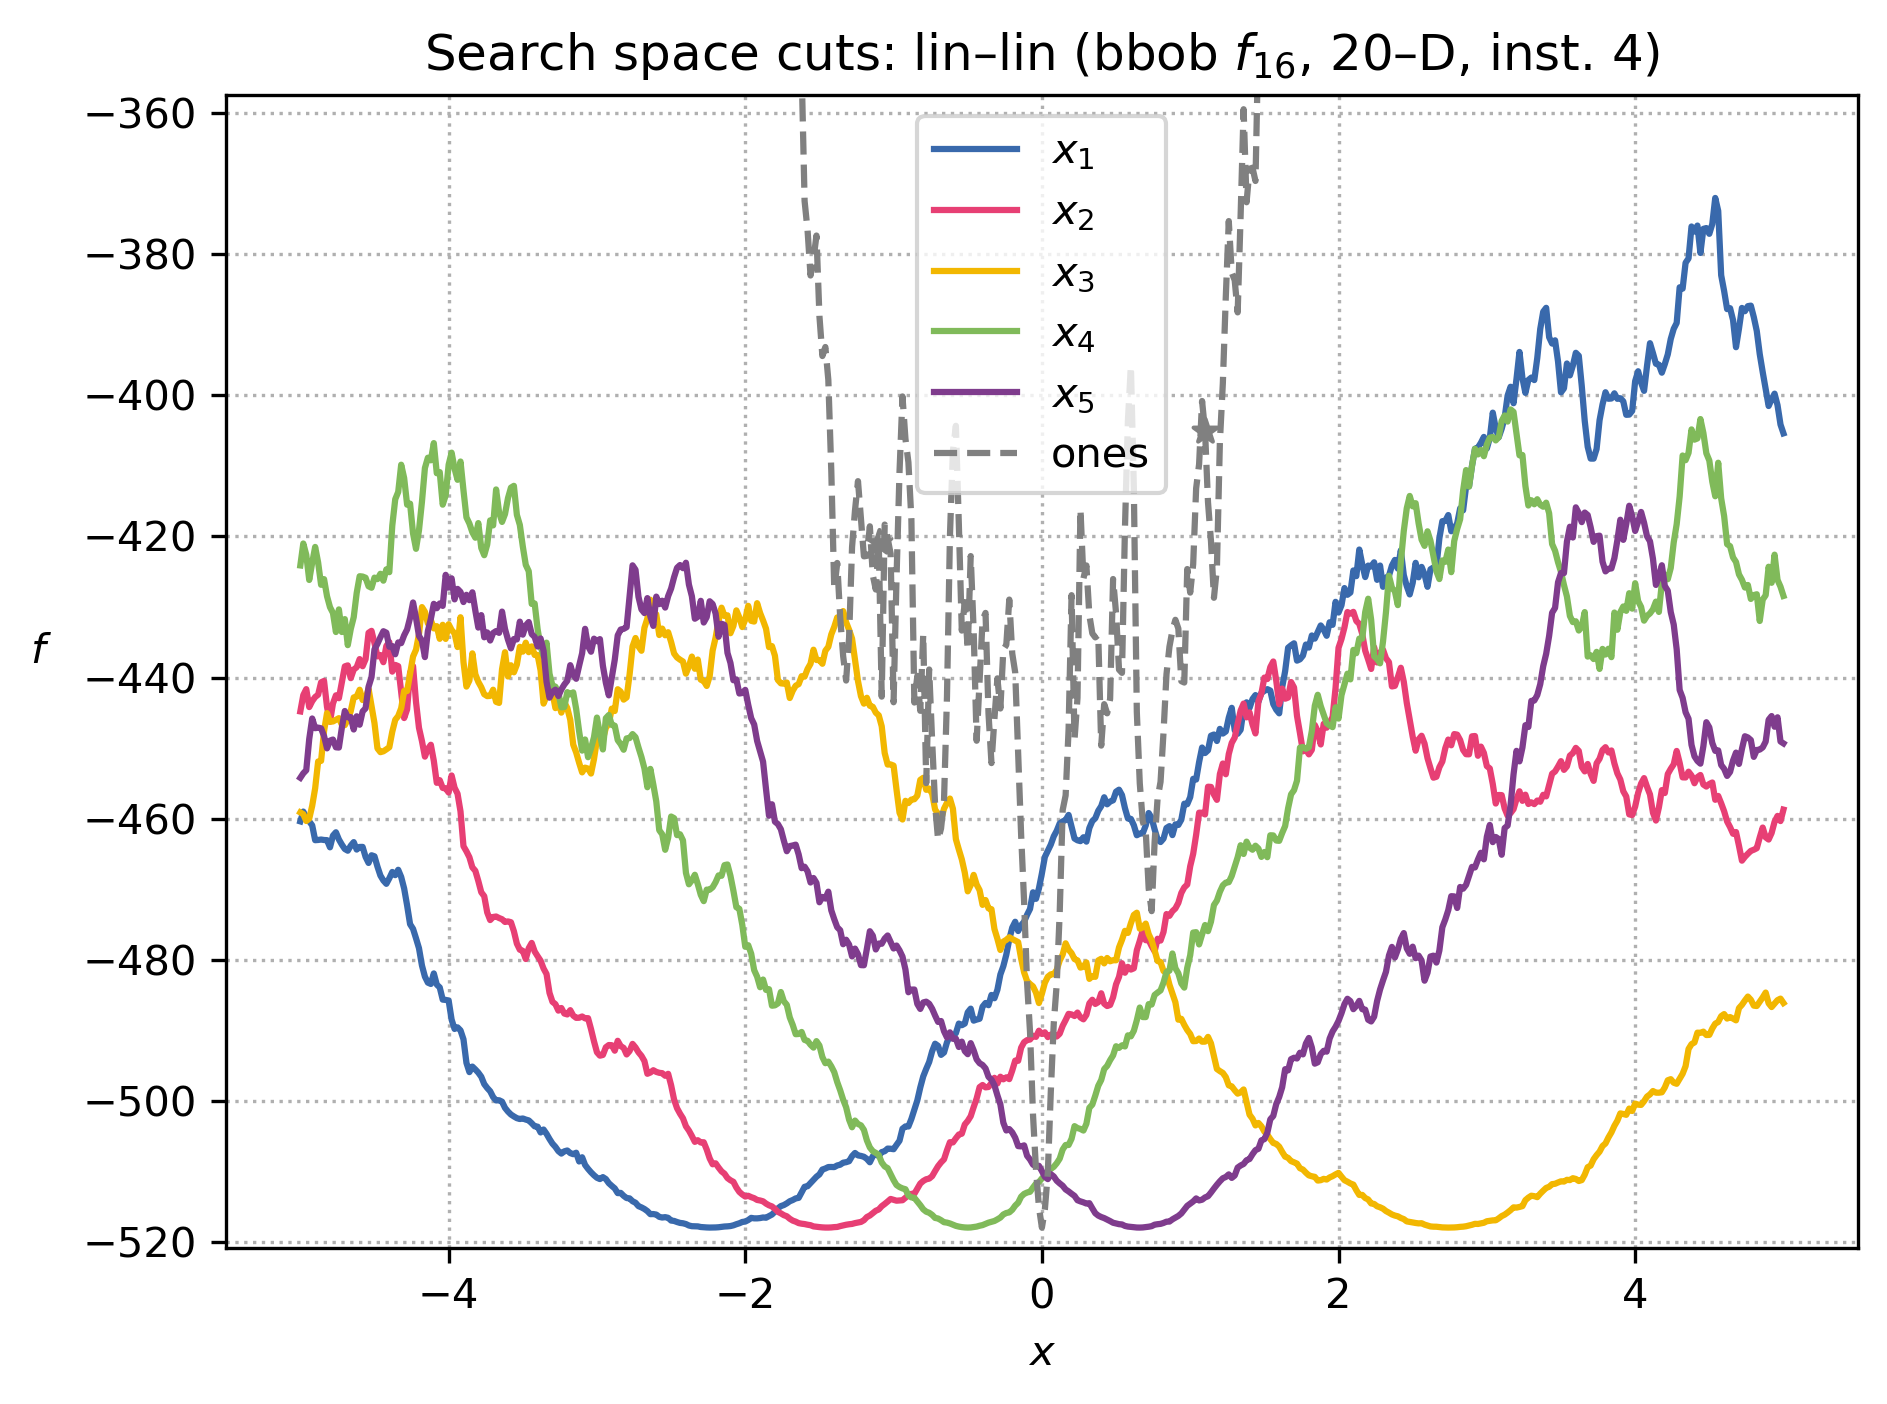 Search space cuts: lin–lin (bbob f₁₆, 20–D, inst. 4)
−360
−380
−400
−420
−440
−460
−480
−500
−520
f
x₁
x₂
x₃
x₄
x₅
ones
−4 −2 0 2 4
x